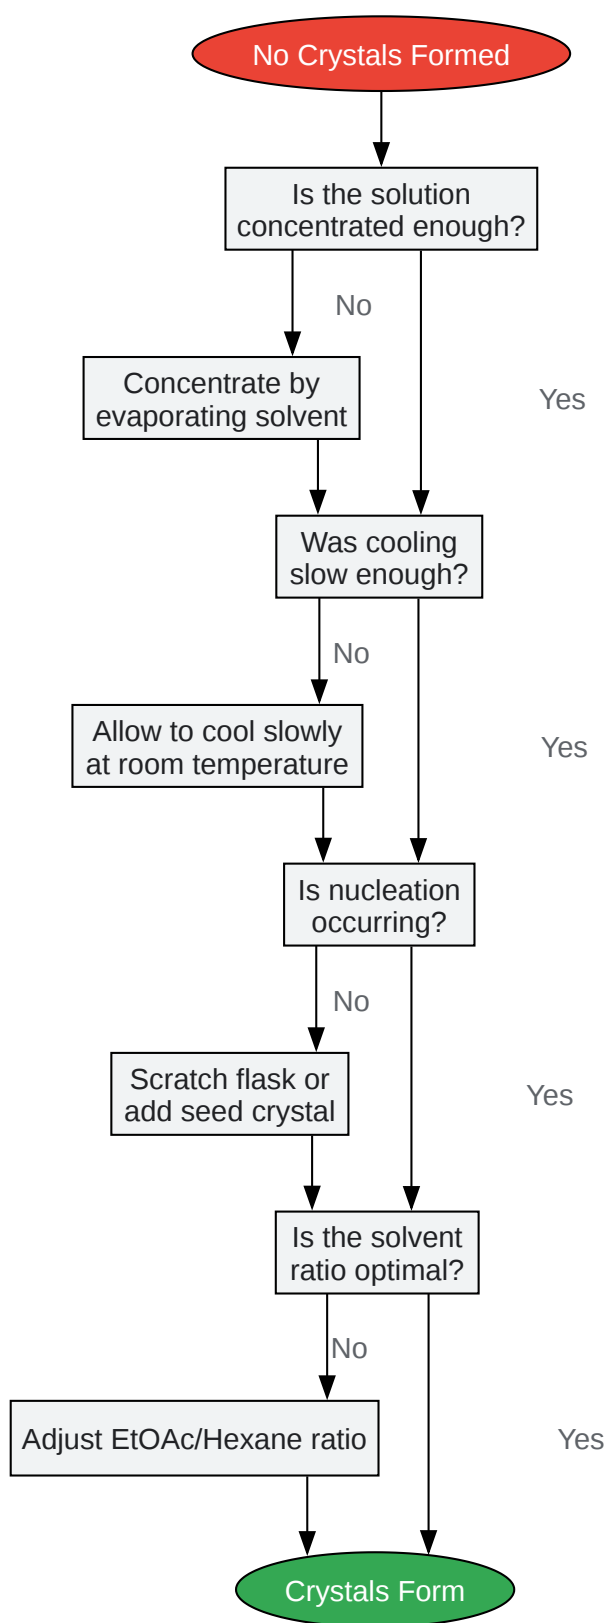 No Crystals Formed
Is the solution
concentrated enough?
No
Concentrate by
evaporating solvent
Yes
Was cooling
slow enough?
No
Allow to cool slowly
at room temperature
Yes
Is nucleation
occurring?
No
Scratch flask or
add seed crystal
Yes
Is the solvent
ratio optimal?
No
Adjust EtOAc/Hexane ratio
Yes
Crystals Form